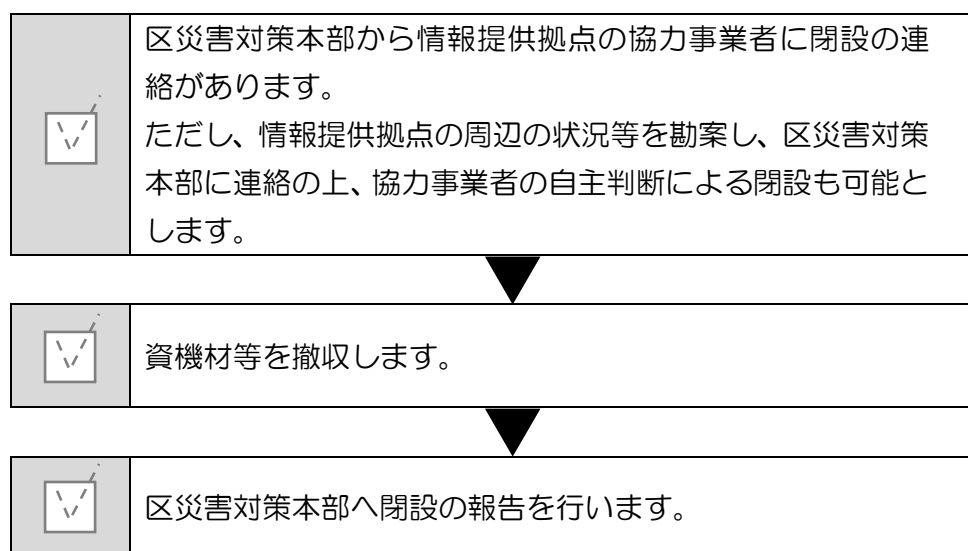 区災害対策本部から情報提供拠点の協力事業者に閉設の連
絡があります。
ただし、情報提供拠点の周辺の状況等を勘案し、区災害対策
本部に連絡の上、協力事業者の自主判断による閉設も可能と
します。
資機材等を撤収します。
区災害対策本部へ閉設の報告を行います。